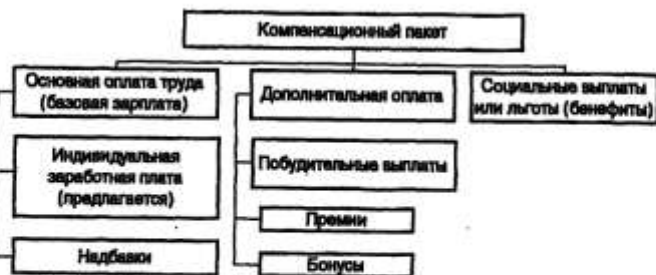 Компенсационный пакет
Основная оплата труда
(базовая зарплата)
Дополнительная оплата
Социальные выплаты
или льготы (бенефиты)
Индивидуальная
заработная плата
(предлагается)
Побудительные выплаты
Премии
Надбавки
Бонусы